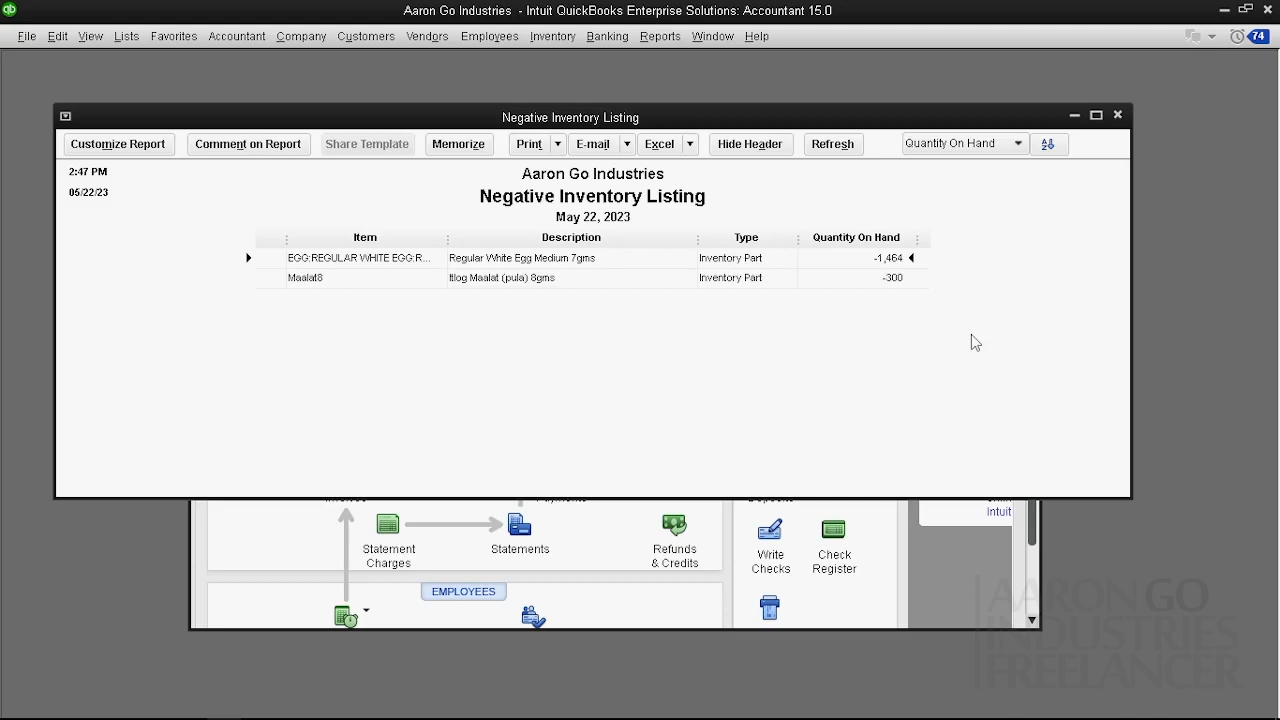 Aaron Go Industries - Intuit QuickBooks Enterprise Solutions: Accountant 15.0
File Edit View Lists Favorites Accountant Company Customers Vendors Employees Inventory Banking Reports Window Help 74
Negative Inventory Listing
Customize Report Comment on Report Share Template Memorize Print E-mail Excel Hide Header Refresh Quantity On Hand
2:47 PM
Aaron Go Industries
05/22/23
Negative Inventory Listing
May 22, 2023
Item Description Type Quantity On Hand
EGG:REGULAR WHITE EGG:R... Regular White Egg Medium 7gms Inventory Part -1,464
Maalat8 Itlog Maalat (pula) 8gms Inventory Part -300
Intuit
Statement Charges
Statements
Refunds & Credits
Write Checks
Check Register
EMPLOYEES
AARON GO
INDUSTRIES
FREELANCER